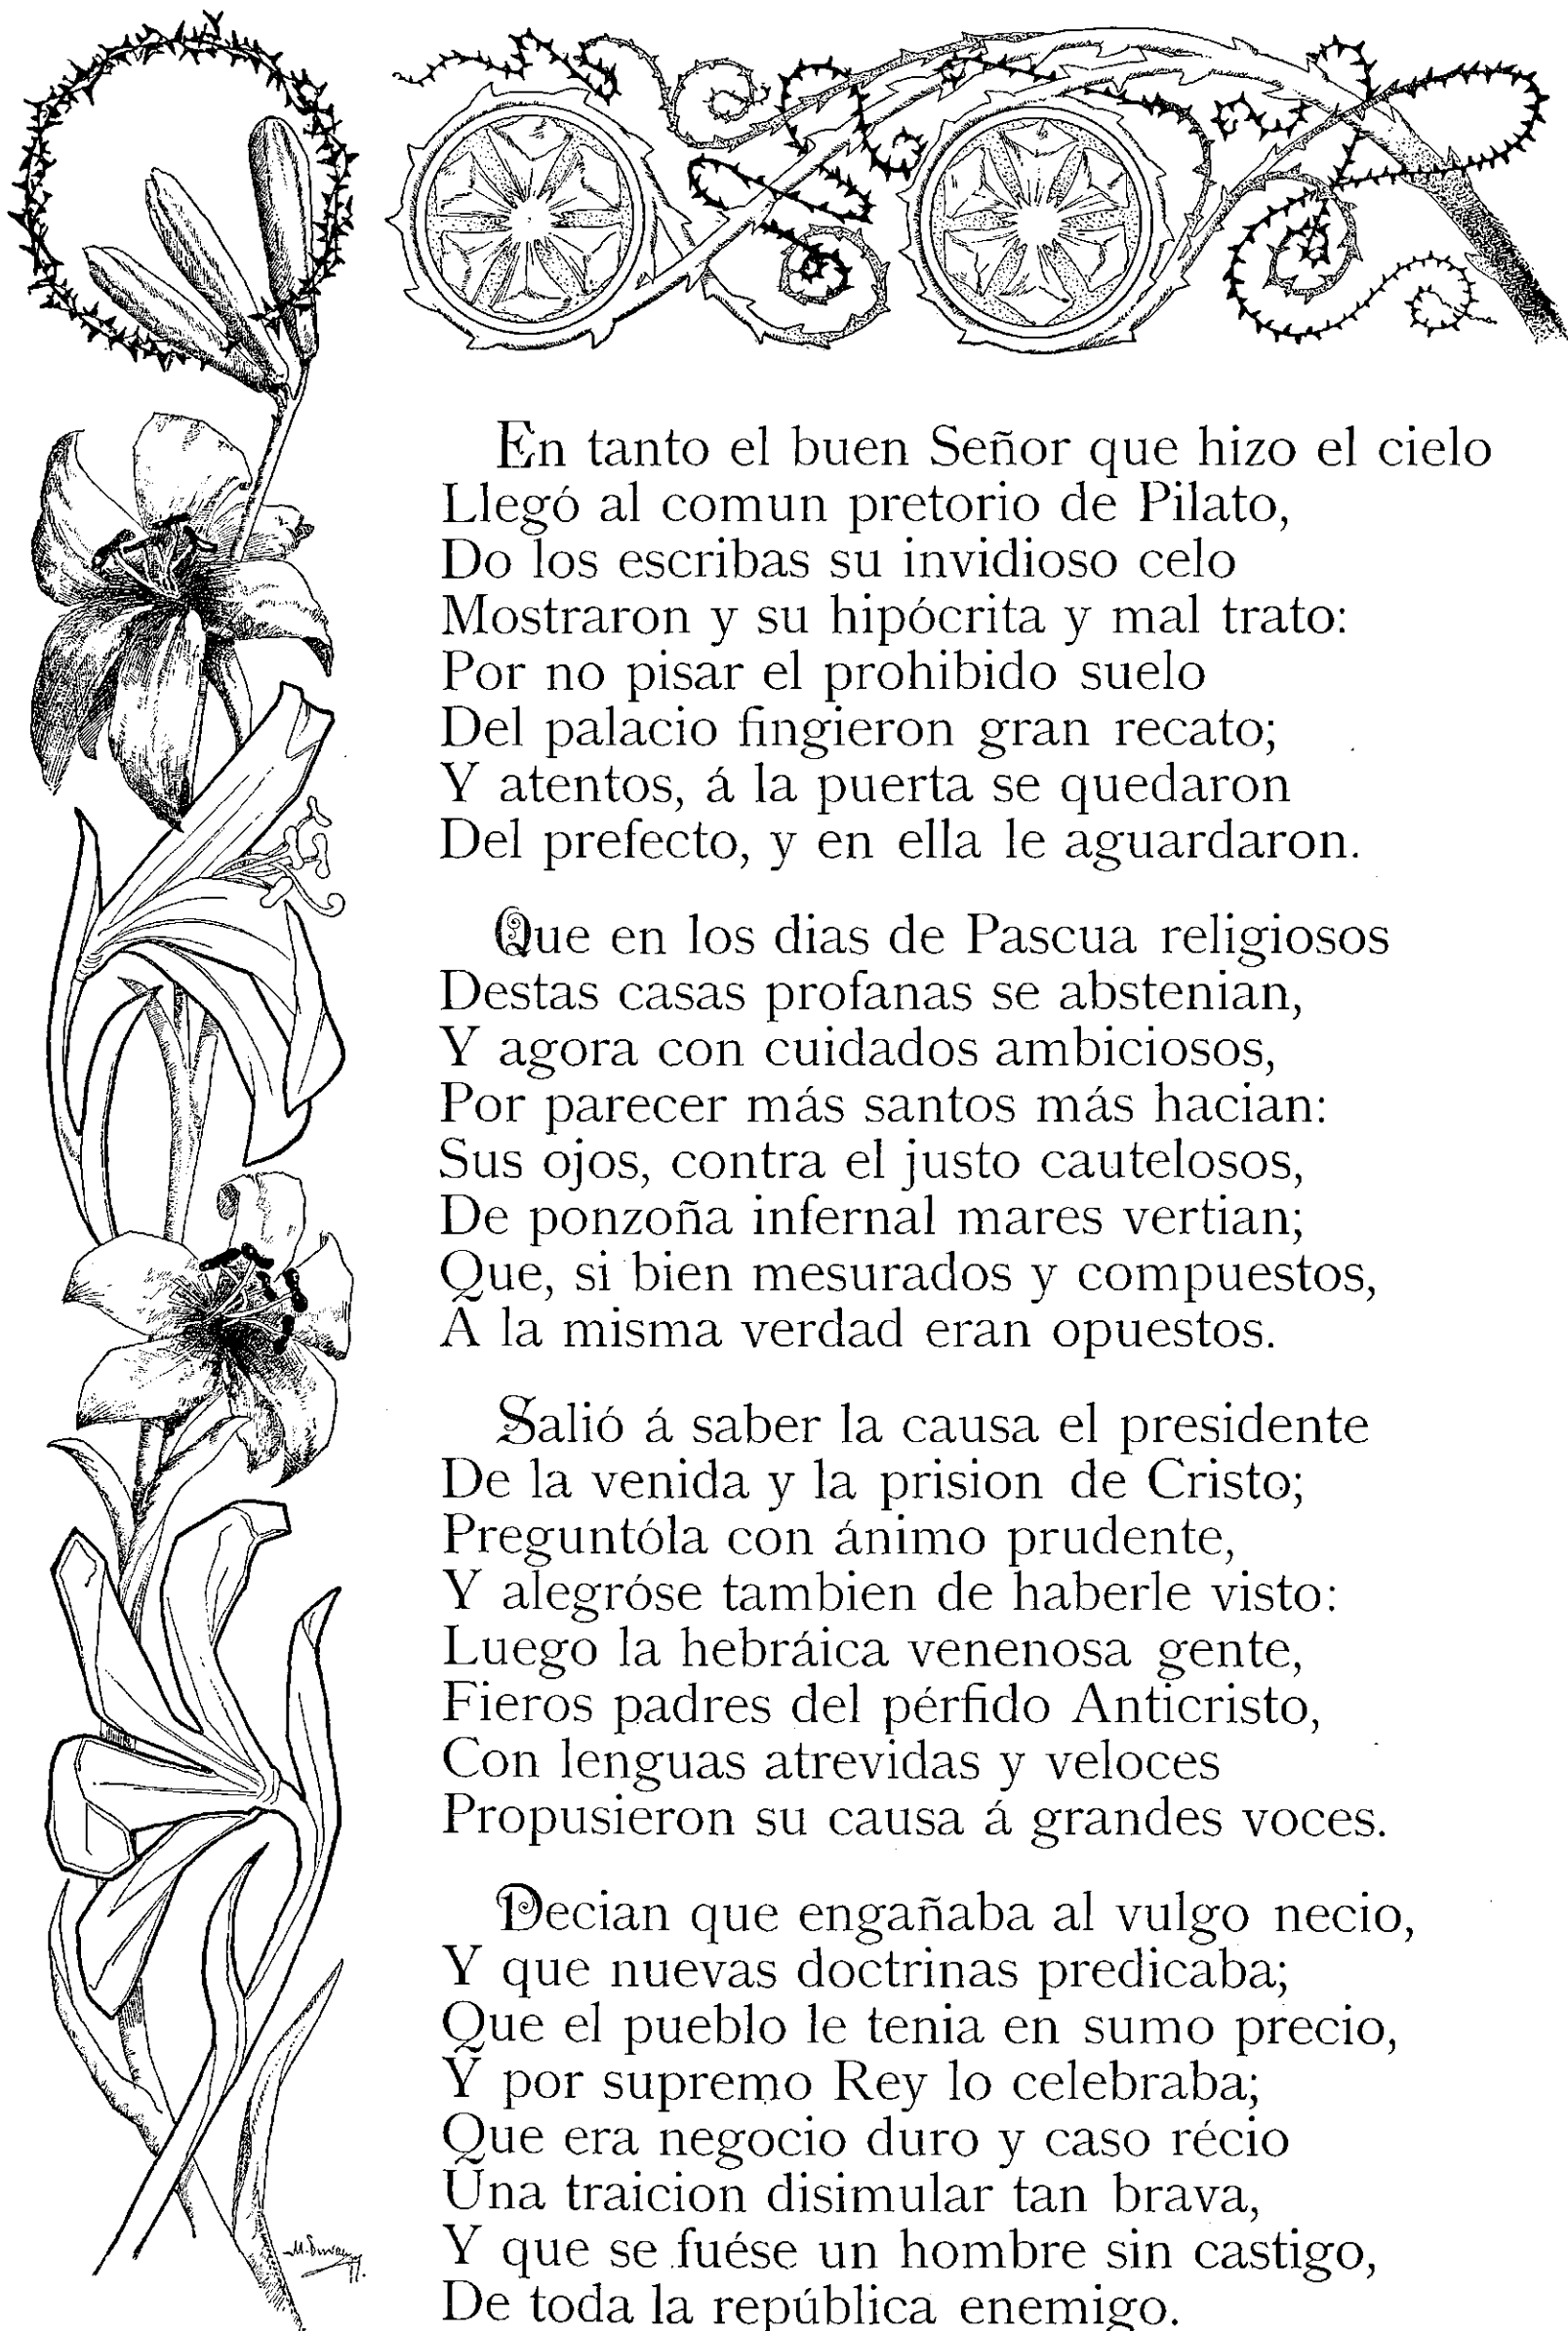 En tanto el buen Señor que hizo el cielo
Llegó al comun pretorio de Pilato,
Do los escribas su invidioso celo
Mostraron y su hipócrita y mal trato:
Por no pisar el prohibido suelo
Del palacio fingieron gran recato;
Y atentos, á la puerta se quedaron
Del prefecto, y en ella le aguardaron.

Que en los dias de Pascua religiosos
Destas casas profanas se abstenian,
Y agora con cuidados ambiciosos,
Por parecer más santos más hacian:
Sus ojos, contra el justo cautelosos,
De ponzoña infernal mares vertian;
Que, si bien mesurados y compuestos,
A la misma verdad eran opuestos.

Salió á saber la causa el presidente
De la venida y la prision de Cristo;
Preguntóla con ánimo prudente,
Y alegróse tambien de haberle visto:
Luego la hebráica venenosa gente,
Fieros padres del pérfido Anticristo,
Con lenguas atrevidas y veloces
Propusieron su causa á grandes voces.

Decian que engañaba al vulgo necio,
Y que nuevas doctrinas predicaba;
Que el pueblo le tenia en sumo precio,
Y por supremo Rey lo celebraba;
Que era negocio duro y caso récio
Una traicion disimular tan brava,
Y que se fuése un hombre sin castigo,
De toda la república enemigo.